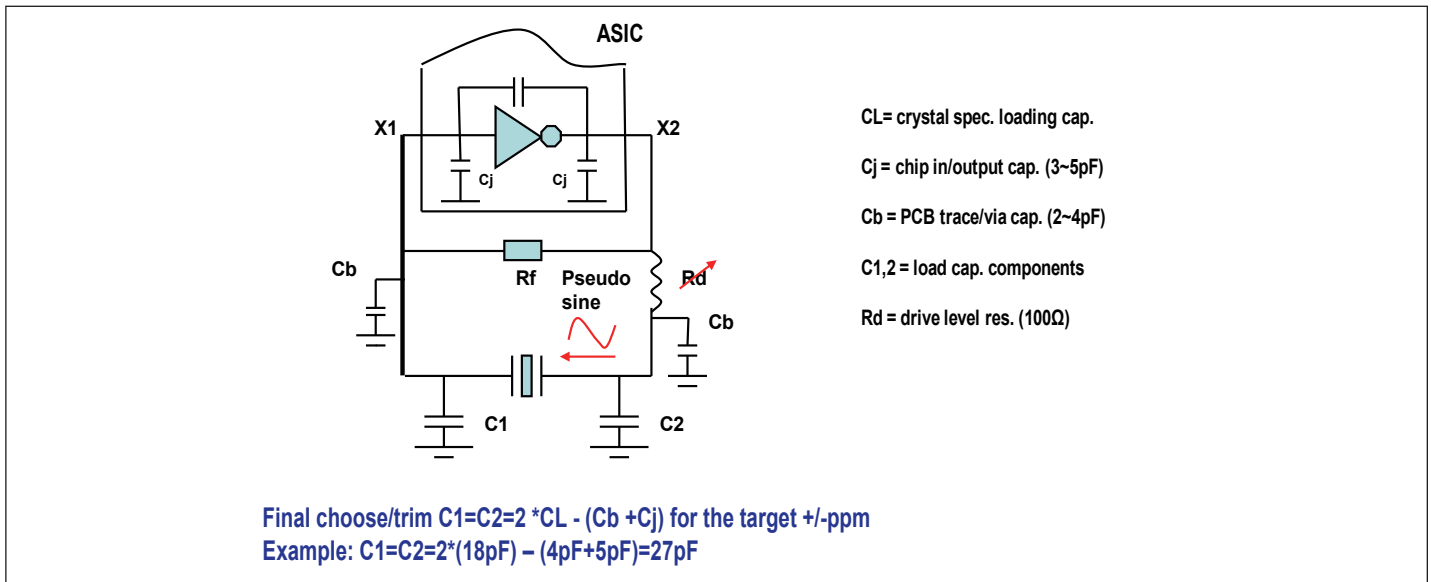 ASIC
X1
X2
Cj
Cj
Cb
Rf
Pseudo
sine
Rd
Cb
C1
C2
CL= crystal spec. loading cap.
Cj = chip in/output cap. (3~5pF)
Cb = PCB trace/via cap. (2~4pF)
C1,2 = load cap. components
Rd = drive level res. (100Ω)
Final choose/trim C1=C2=2 *CL - (Cb +Cj) for the target +/-ppm
Example: C1=C2=2*(18pF) – (4pF+5pF)=27pF